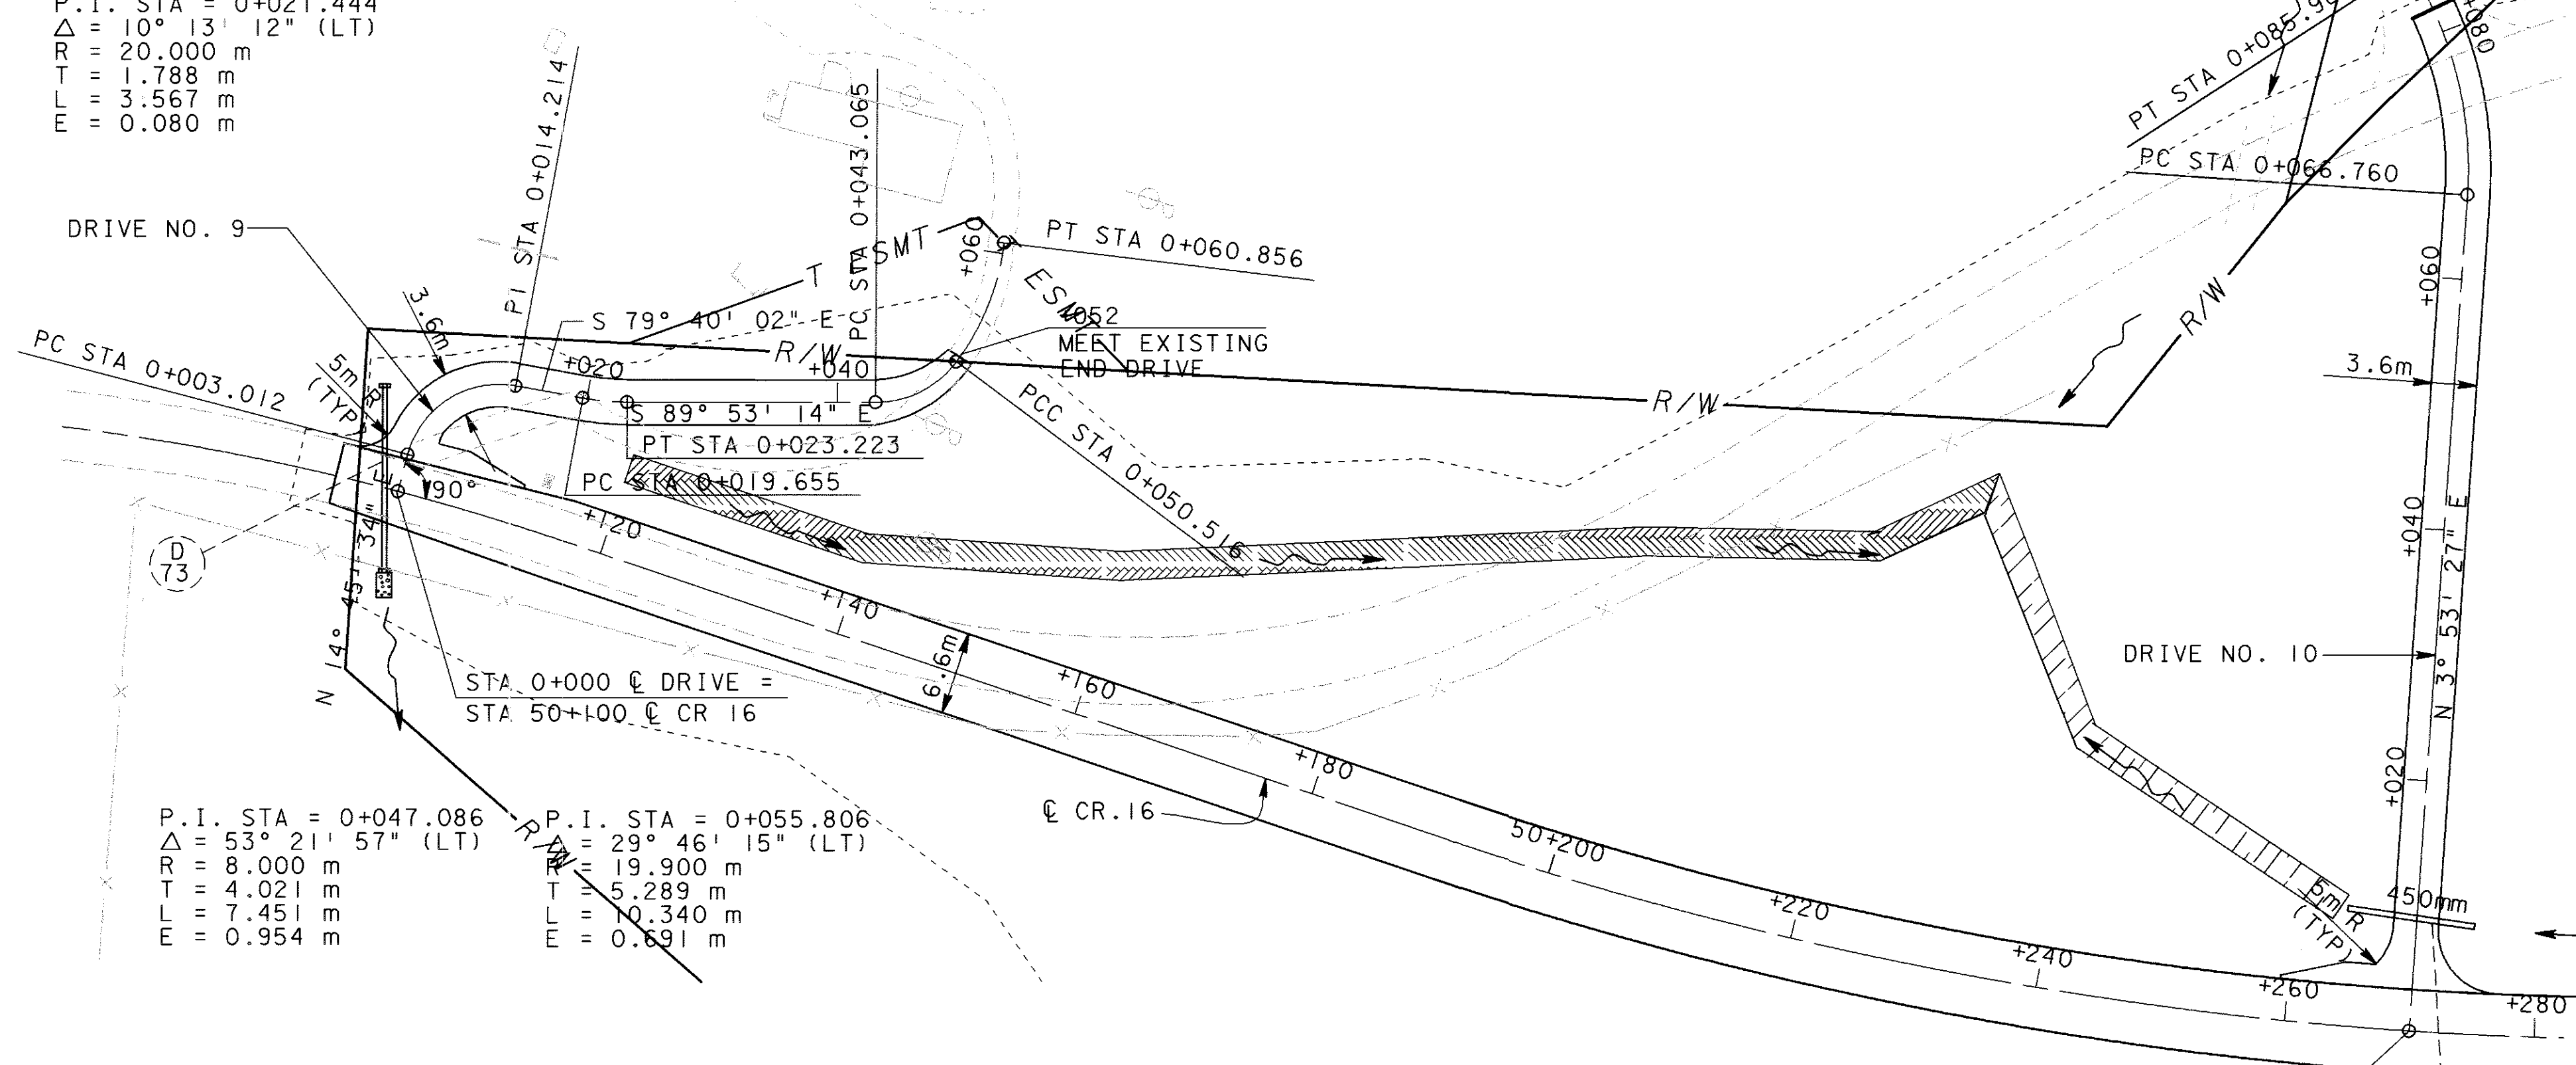 P.I. STA = 0+021.444
Δ = 10° 13' 12" (LT)
R = 20.000 m
T = 1.788 m
L = 3.567 m
E = 0.080 m
DRIVE NO. 9
PI STA 0+014.214
PC STA 0+043.065
T ESMT
+060
PT STA 0+060.856
ESMT
PC STA 0+003.012
3.6m
5m R
(TYP)
S 79° 40' 02" E
R/W
+020
+040
+052
MEET EXISTING
END DRIVE
S 89° 53' 14" E
PT STA 0+023.223
PC STA 0+019.655
PCC STA 0+050.516
90°
N 14° 45' 34" E
D
73
STA 0+000 ℄ DRIVE =
STA 50+100 ℄ CR 16
+120
+140
6.6m
+160
+180
℄ CR.16
50+200
+220
+240
+260
+280
R/W
R/W
PT STA 0+085.9
PC STA 0+066.760
+080
+060
3.6m
+040
N 3° 53' 27" E
DRIVE NO. 10
+020
450mm
5m R
(TYP)
P.I. STA = 0+047.086
Δ = 53° 21' 57" (LT)
R = 8.000 m
T = 4.021 m
L = 7.451 m
E = 0.954 m
R/W
P.I. STA = 0+055.806
Δ = 29° 46' 15" (LT)
R = 19.900 m
T = 5.289 m
L = 10.340 m
E = 0.691 m